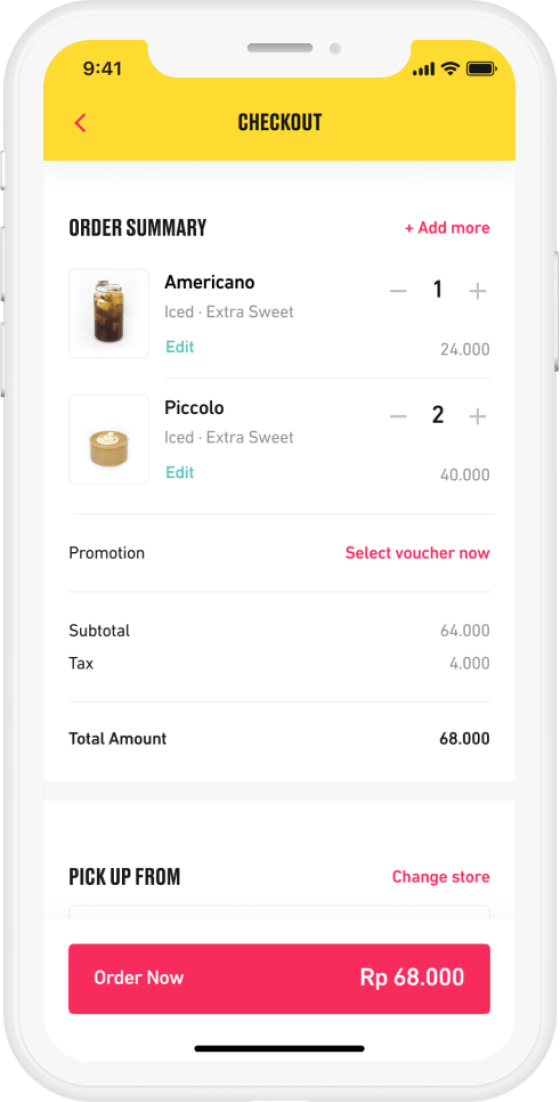 9:41
CHECKOUT
ORDER SUMMARY + Add more
Americano
1
Iced · Extra Sweet
Edit
24.000
Piccolo
2
Iced · Extra Sweet
Edit
40.000
Promotion Select voucher now
Subtotal 64.000
Tax 4.000
Total Amount 68.000
PICK UP FROM Change store
Order Now Rp 68.000